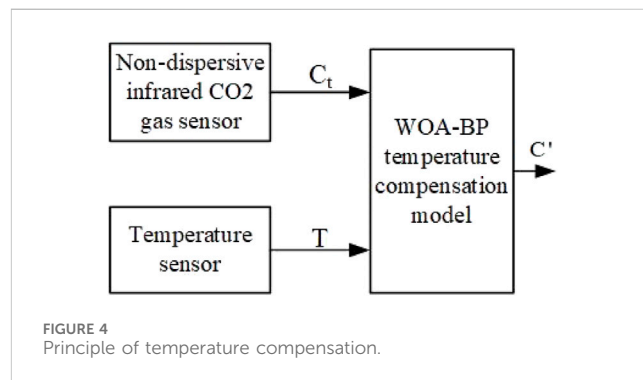 Non-dispersive
infrared CO2
gas sensor
C_t
WOA-BP
temperature
compensation
model
C'
Temperature
sensor
T
FIGURE 4
Principle of temperature compensation.